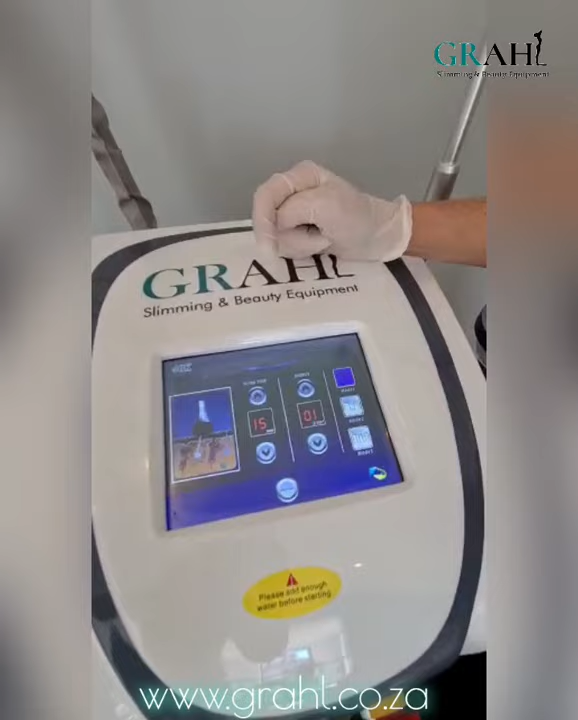 GRAHL
Slimming & Beauty Equipment
GRAHL
Slimming & Beauty Equipment
15
01
Please add enough
water before starting
www.grahl.co.za